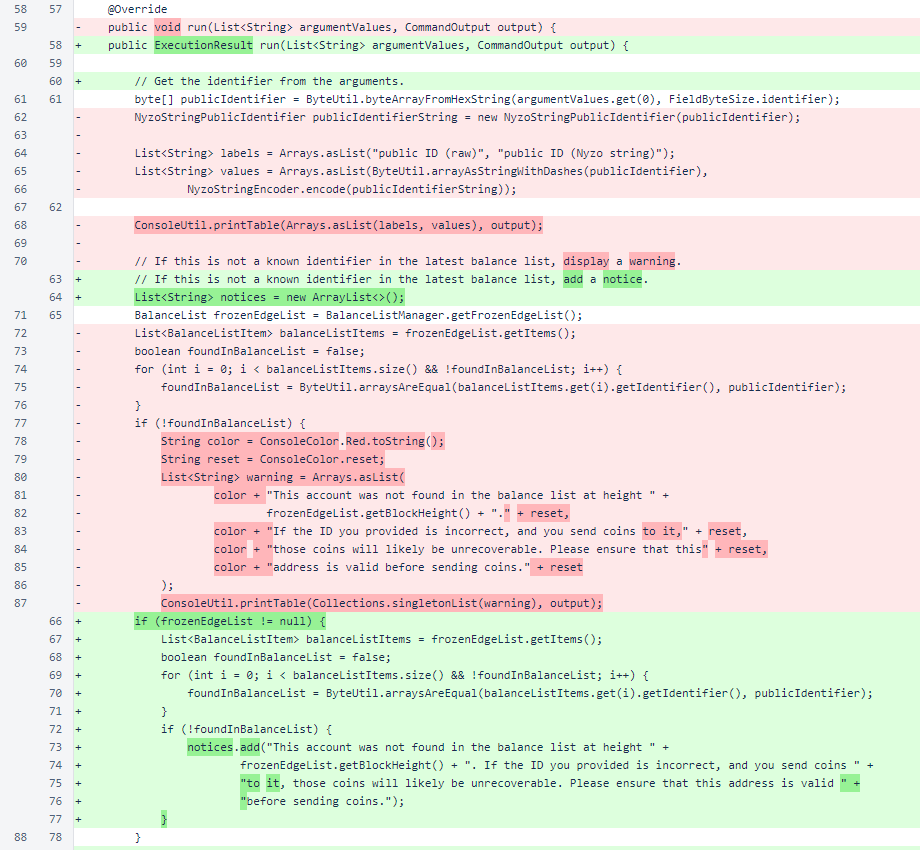 58 57 @Override
59 - public void run(List<String> argumentValues, CommandOutput output) {
58 + public ExecutionResult run(List<String> argumentValues, CommandOutput output) {
60 59
60 + // Get the identifier from the arguments.
61 61 byte[] publicIdentifier = ByteUtil.byteArrayFromHexString(argumentValues.get(0), FieldByteSize.identifier);
62 - NyzoStringPublicIdentifier publicIdentifierString = new NyzoStringPublicIdentifier(publicIdentifier);
63 -
64 - List<String> labels = Arrays.asList("public ID (raw)", "public ID (Nyzo string)");
65 - List<String> values = Arrays.asList(ByteUtil.arrayAsStringWithDashes(publicIdentifier),
66 - NyzoStringEncoder.encode(publicIdentifierString));
67 62
68 - ConsoleUtil.printTable(Arrays.asList(labels, values), output);
69 -
70 - // If this is not a known identifier in the latest balance list, display a warning.
63 + // If this is not a known identifier in the latest balance list, add a notice.
64 + List<String> notices = new ArrayList<>();
71 65 BalanceList frozenEdgeList = BalanceListManager.getFrozenEdgeList();
72 - List<BalanceListItem> balanceListItems = frozenEdgeList.getItems();
73 - boolean foundInBalanceList = false;
74 - for (int i = 0; i < balanceListItems.size() && !foundInBalanceList; i++) {
75 - foundInBalanceList = ByteUtil.arraysAreEqual(balanceListItems.get(i).getIdentifier(), publicIdentifier);
76 - }
77 - if (!foundInBalanceList) {
78 - String color = ConsoleColor.Red.toString();
79 - String reset = ConsoleColor.reset;
80 - List<String> warning = Arrays.asList(
81 - color + "This account was not found in the balance list at height " +
82 - frozenEdgeList.getBlockHeight() + "." + reset,
83 - color + "If the ID you provided is incorrect, and you send coins to it," + reset,
84 - color + "those coins will likely be unrecoverable. Please ensure that this" + reset,
85 - color + "address is valid before sending coins." + reset
86 - );
87 - ConsoleUtil.printTable(Collections.singletonList(warning), output);
66 + if (frozenEdgeList != null) {
67 + List<BalanceListItem> balanceListItems = frozenEdgeList.getItems();
68 + boolean foundInBalanceList = false;
69 + for (int i = 0; i < balanceListItems.size() && !foundInBalanceList; i++) {
70 + foundInBalanceList = ByteUtil.arraysAreEqual(balanceListItems.get(i).getIdentifier(), publicIdentifier);
71 + }
72 + if (!foundInBalanceList) {
73 + notices.add("This account was not found in the balance list at height " +
74 + frozenEdgeList.getBlockHeight() + ". If the ID you provided is incorrect, and you send coins " +
75 + "to it, those coins will likely be unrecoverable. Please ensure that this address is valid " +
76 + "before sending coins.");
77 + }
88 78 }